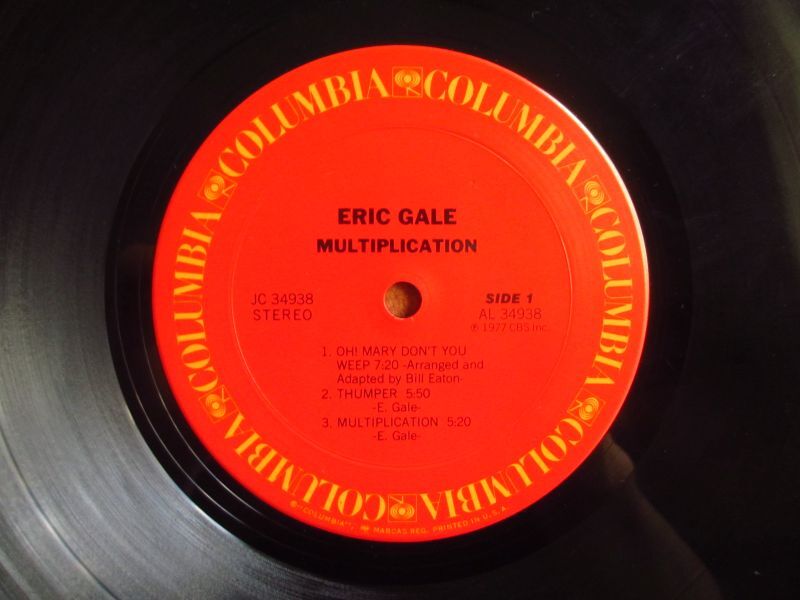 COLUMBIA COLUMBIA COLUMBIA COLUMBIA COLUMBIA COLUMBIA COLUMBIA COLUMBIA
ERIC GALE
MULTIPLICATION
JC 34938
STEREO
SIDE 1
AL 34938
℗ 1977 CBS Inc.
1. OH! MARY DON'T YOU
WEEP 7:20 -Arranged and
Adapted by Bill Eaton-
2. THUMPER 5:50
-E. Gale-
3. MULTIPLICATION 5:20
-E. Gale-
"COLUMBIA", MARCAS REG. PRINTED IN U.S.A.